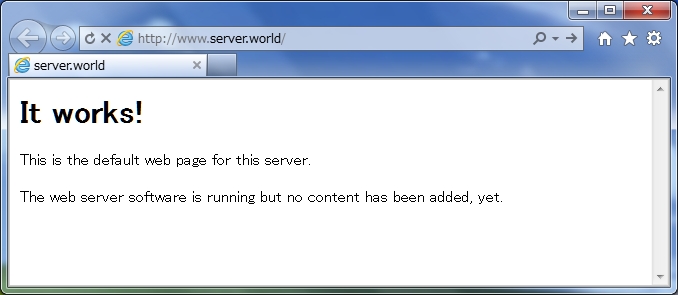 http://www.server.world/
server.world
It works!
This is the default web page for this server.
The web server software is running but no content has been added, yet.